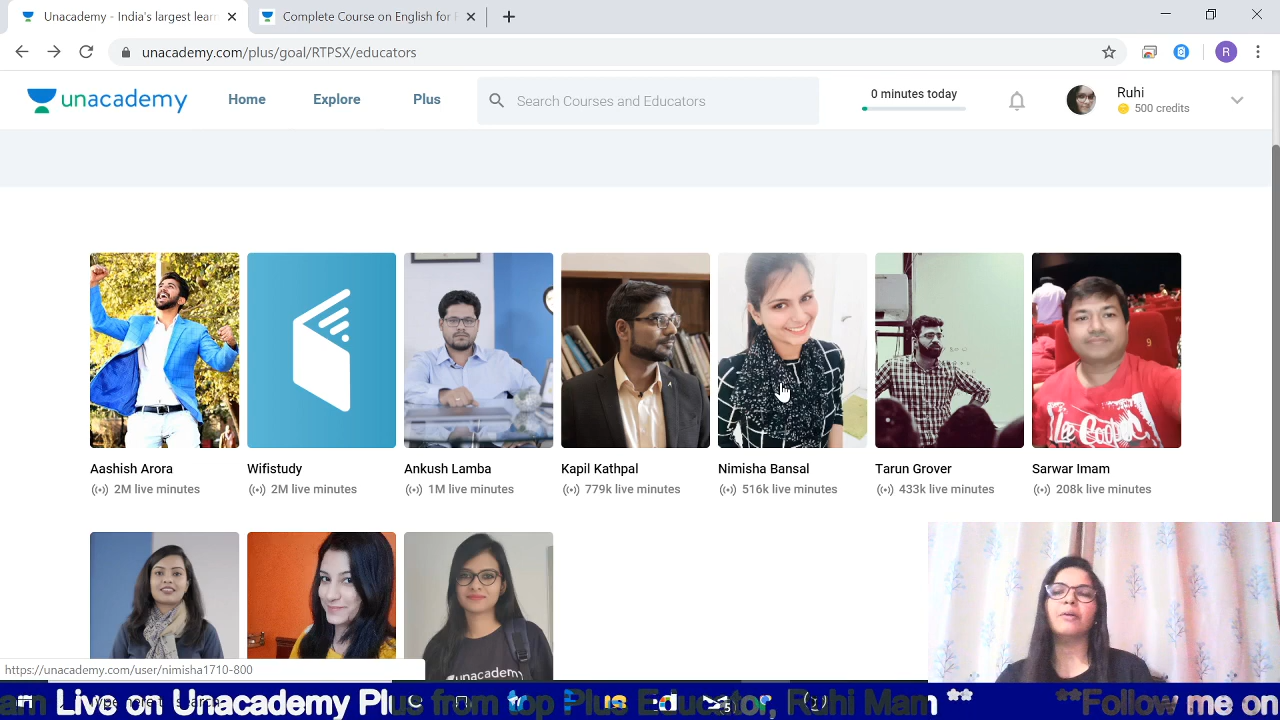 Unacademy - India's largest learn
Complete Course on English for E
unacademy.com/plus/goal/RTPSX/educators
R
unacademy
Home
Explore
Plus
Search Courses and Educators
0 minutes today
Ruhi
500 credits
Aashish Arora
Wifistudy
Ankush Lamba
Kapil Kathpal
Nimisha Bansal
Tarun Grover
Sarwar Imam
2M live minutes
2M live minutes
1M live minutes
779k live minutes
516k live minutes
433k live minutes
208k live minutes
unacademy
https://unacademy.com/user/nimisha1710-800
am Live on Unacademy Plus from top Plus Educator, Ruhi Mam ** **Follow me on